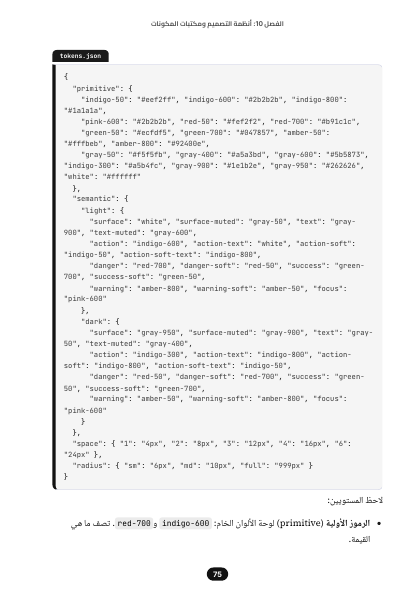 الفصل 10: أنظمة التصميم ومكتبات المكونات
tokens.json
{
"primitive": {
"indigo-50": "#eef2ff", "indigo-600": "#2b2b2b", "indigo-800":
"#1a1a1a",
"pink-600": "#2b2b2b", "red-50": "#fef2f2", "red-700": "#b91c1c",
"green-50": "#ecfdf5", "green-700": "#047857", "amber-50":
"#fffbeb", "amber-800": "#92400e",
"gray-50": "#f5f5fb", "gray-400": "#a5a3bd", "gray-600": "#5b5873",
"indigo-300": "#a5b4fc", "gray-900": "#1e1b2e", "gray-950": "#262626",
"white": "#ffffff"
},
"semantic": {
"light": {
"surface": "white", "surface-muted": "gray-50", "text": "gray-
900", "text-muted": "gray-600",
"action": "indigo-600", "action-text": "white", "action-soft":
"indigo-50", "action-soft-text": "indigo-800",
"danger": "red-700", "danger-soft": "red-50", "success": "green-
700", "success-soft": "green-50",
"warning": "amber-800", "warning-soft": "amber-50", "focus":
"pink-600"
},
"dark": {
"surface": "gray-950", "surface-muted": "gray-900", "text": "gray-
50", "text-muted": "gray-400",
"action": "indigo-300", "action-text": "indigo-800", "action-
soft": "indigo-800", "action-soft-text": "indigo-50",
"danger": "red-50", "danger-soft": "red-700", "success": "green-
50", "success-soft": "green-700",
"warning": "amber-50", "warning-soft": "amber-800", "focus":
"pink-600"
}
},
"space": { "1": "4px", "2": "8px", "3": "12px", "4": "16px", "6":
"24px" },
"radius": { "sm": "6px", "md": "10px", "full": "999px" }
}
لاحظ المستويين:
• الرموز الأولية (primitive) لوحة الألوان الخام: indigo-600 و red-700. تصف ما هي
القيمة.
75